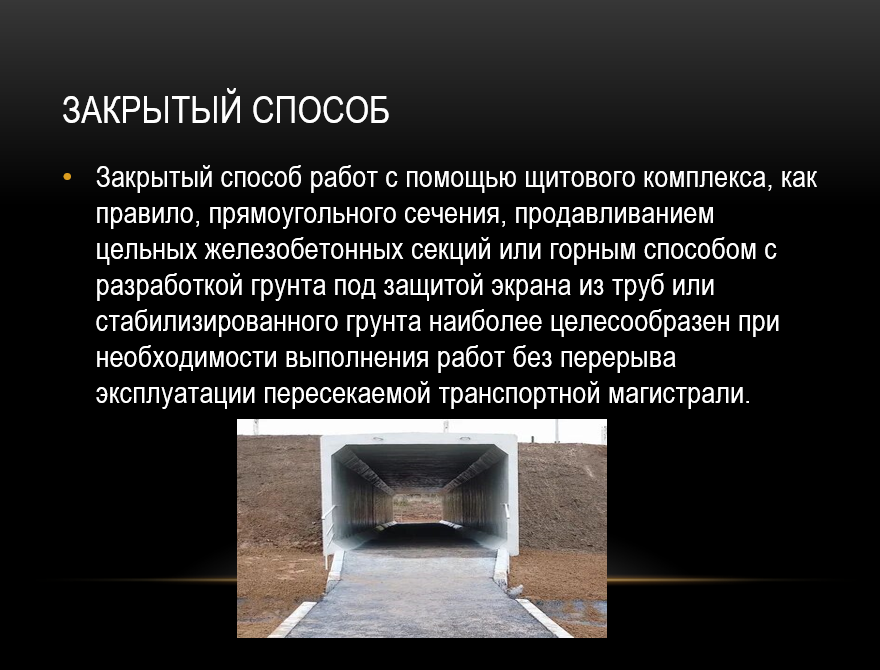 ЗАКРЫТЫЙ СПОСОБ
• Закрытый способ работ с помощью щитового комплекса, как
правило, прямоугольного сечения, продавливанием
цельных железобетонных секций или горным способом с
разработкой грунта под защитой экрана из труб или
стабилизированного грунта наиболее целесообразен при
необходимости выполнения работ без перерыва
эксплуатации пересекаемой транспортной магистрали.